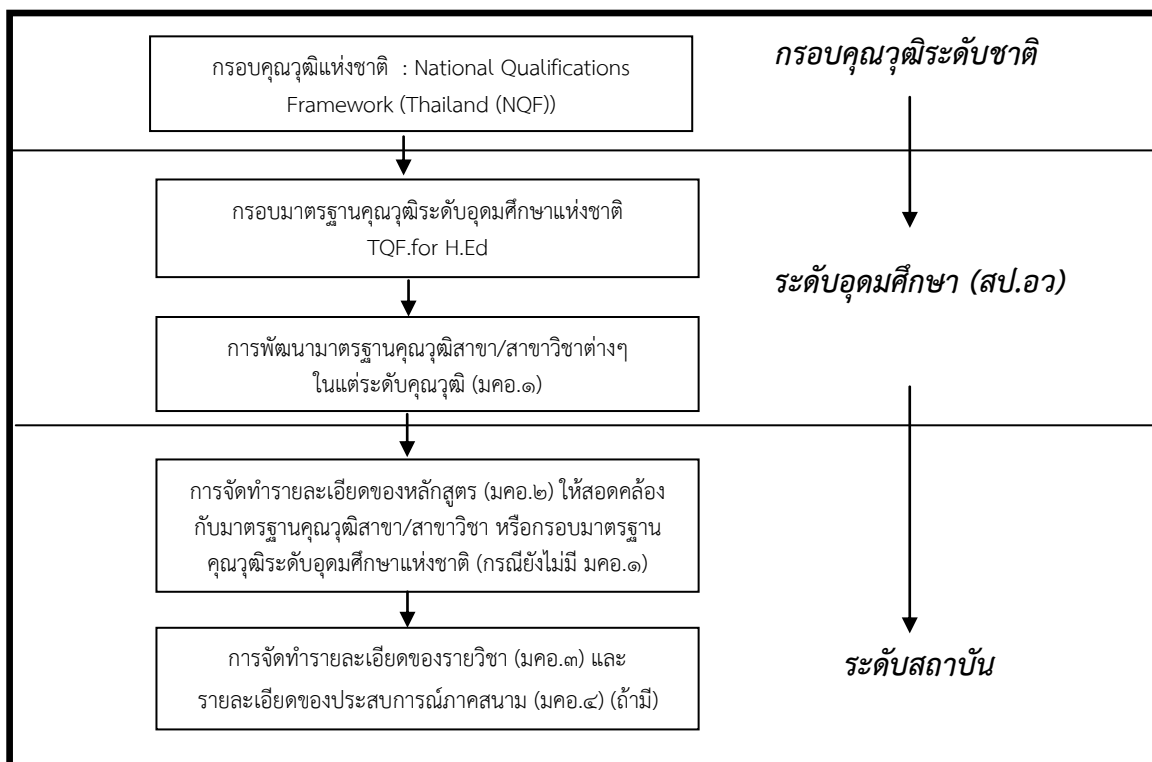 กรอบคุณวุฒิแห่งชาติ : National Qualifications
Framework (Thailand (NQF))
กรอบคุณวุฒิระดับชาติ
กรอบมาตรฐานคุณวุฒิระดับอุดมศึกษาแห่งชาติ
TQF.for H.Ed
ระดับอุดมศึกษา (สป.อว)
การพัฒนามาตรฐานคุณวุฒิสาขา/สาขาวิชาต่างๆ
ในแต่ระดับคุณวุฒิ (มคอ.๑)
การจัดทำรายละเอียดของหลักสูตร (มคอ.๒) ให้สอดคล้อง
กับมาตรฐานคุณวุฒิสาขา/สาขาวิชา หรือกรอบมาตรฐาน
คุณวุฒิระดับอุดมศึกษาแห่งชาติ (กรณียังไม่มี มคอ.๑)
การจัดทำรายละเอียดของรายวิชา (มคอ.๓) และ
รายละเอียดของประสบการณ์ภาคสนาม (มคอ.๔) (ถ้ามี)
ระดับสถาบัน